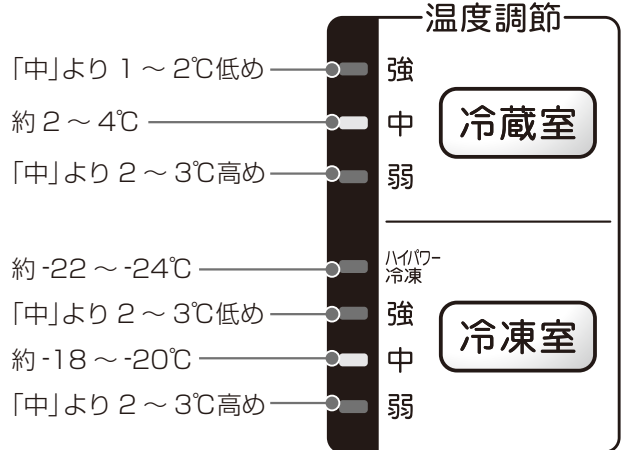 温度調節
「中」より 1 ～ 2℃低め
強
約 2 ～ 4℃
中
冷蔵室
「中」より 2 ～ 3℃高め
弱
約 -22 ～ -24℃
ハイパワー
冷凍
「中」より 2 ～ 3℃低め
強
約 -18 ～ -20℃
中
冷凍室
「中」より 2 ～ 3℃高め
弱